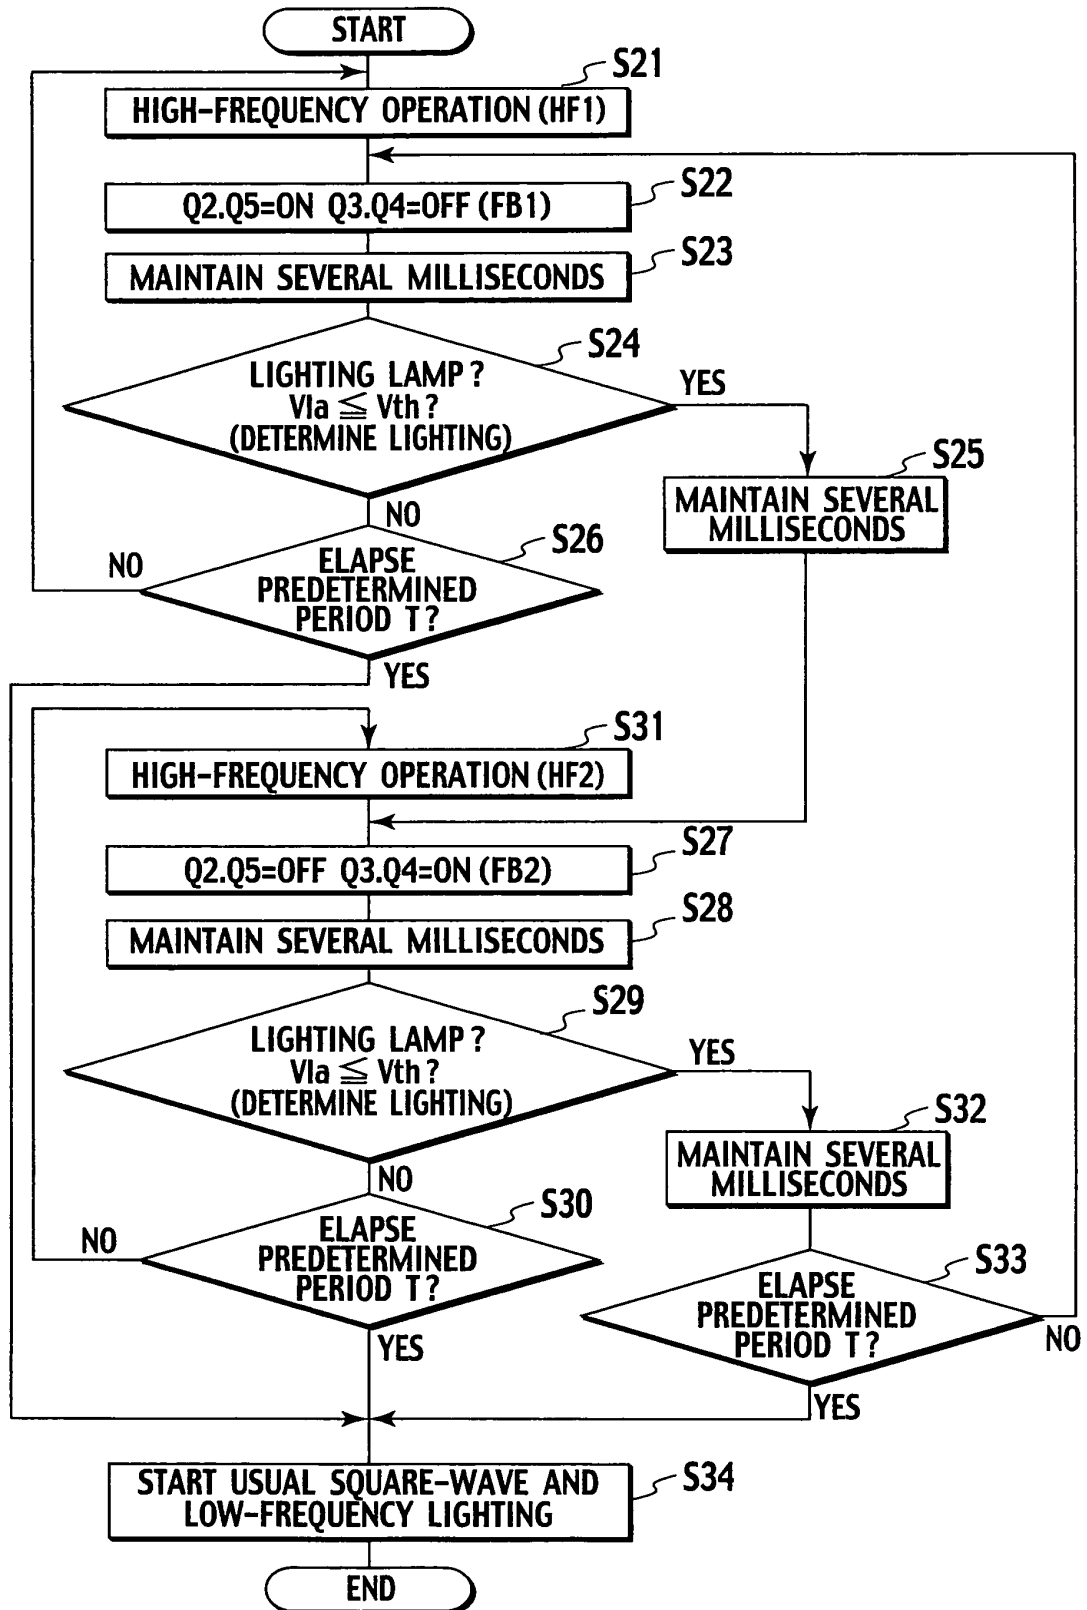 START
S21
HIGH-FREQUENCY OPERATION (HF1)
S22
Q2.Q5=ON Q3.Q4=OFF (FB1)
S23
MAINTAIN SEVERAL MILLISECONDS
S24
LIGHTING LAMP?
Vla ≦ Vth?
(DETERMINE LIGHTING)
YES
S25
MAINTAIN SEVERAL
MILLISECONDS
NO
S26
ELAPSE
PREDETERMINED
PERIOD T?
NO
YES
S31
HIGH-FREQUENCY OPERATION (HF2)
S27
Q2.Q5=OFF Q3.Q4=ON (FB2)
S28
MAINTAIN SEVERAL MILLISECONDS
S29
LIGHTING LAMP?
Vla ≦ Vth?
(DETERMINE LIGHTING)
YES
S32
MAINTAIN SEVERAL
MILLISECONDS
NO
S30
ELAPSE
PREDETERMINED
PERIOD T?
NO
YES
S33
ELAPSE
PREDETERMINED
PERIOD T?
NO
YES
S34
START USUAL SQUARE-WAVE AND
LOW-FREQUENCY LIGHTING
END